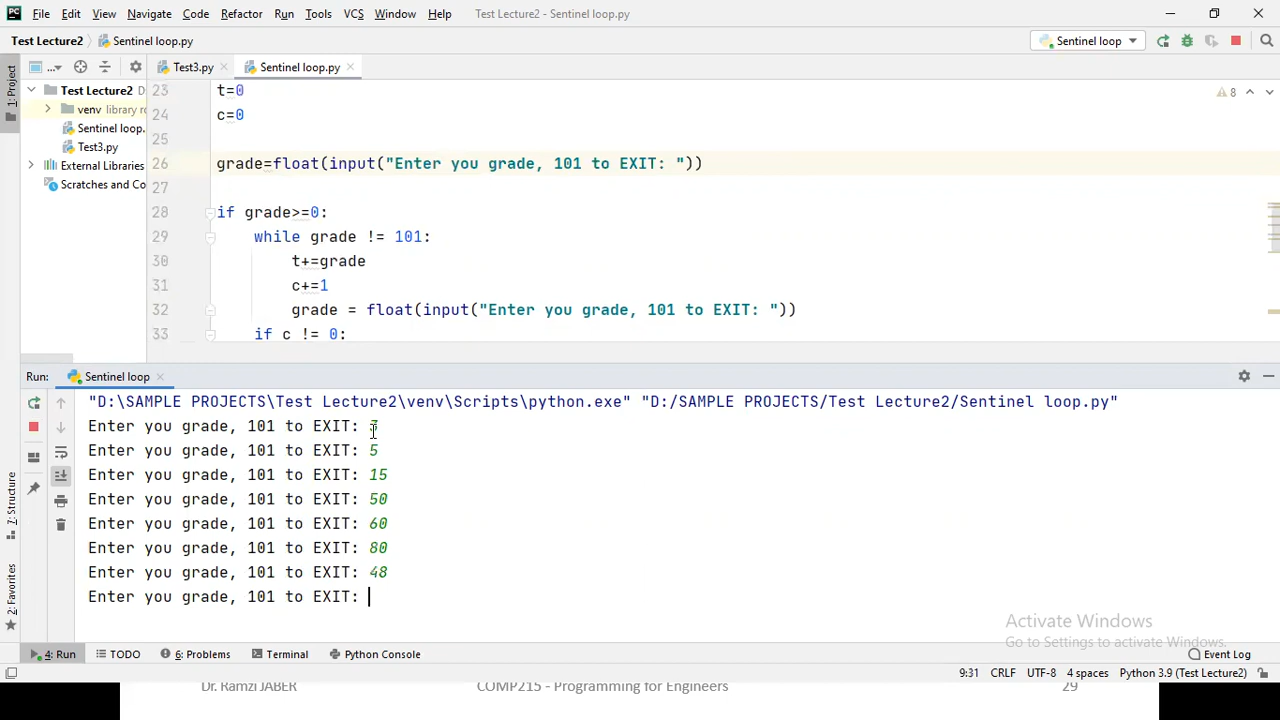 File Edit View Navigate Code Refactor Run Tools VCS Window Help Test Lecture2 - Sentinel loop.py
Test Lecture2 Sentinel loop.py Sentinel loop
1: Project ... Test3.py Sentinel loop.py
Test Lecture2 D
venv library ro
Sentinel loop.
Test3.py
External Libraries
Scratches and Co
23 t=0
24 c=0
25
26 grade=float(input("Enter you grade, 101 to EXIT: "))
27
28 if grade>=0:
29 while grade != 101:
30 t+=grade
31 c+=1
32 grade = float(input("Enter you grade, 101 to EXIT: "))
33 if c != 0:
8
Run: Sentinel loop
"D:\SAMPLE PROJECTS\Test Lecture2\venv\Scripts\python.exe" "D:/SAMPLE PROJECTS/Test Lecture2/Sentinel loop.py"
Enter you grade, 101 to EXIT:
Enter you grade, 101 to EXIT: 5
Enter you grade, 101 to EXIT: 15
Enter you grade, 101 to EXIT: 50
Enter you grade, 101 to EXIT: 60
Enter you grade, 101 to EXIT: 80
Enter you grade, 101 to EXIT: 48
Enter you grade, 101 to EXIT:
7: Structure
2: Favorites
Activate Windows
Go to Settings to activate Windows.
4: Run TODO 6: Problems Terminal Python Console Event Log
9:31 CRLF UTF-8 4 spaces Python 3.9 (Test Lecture2)
Dr. Ramzi JABER COMP215 - Programming for Engineers 29